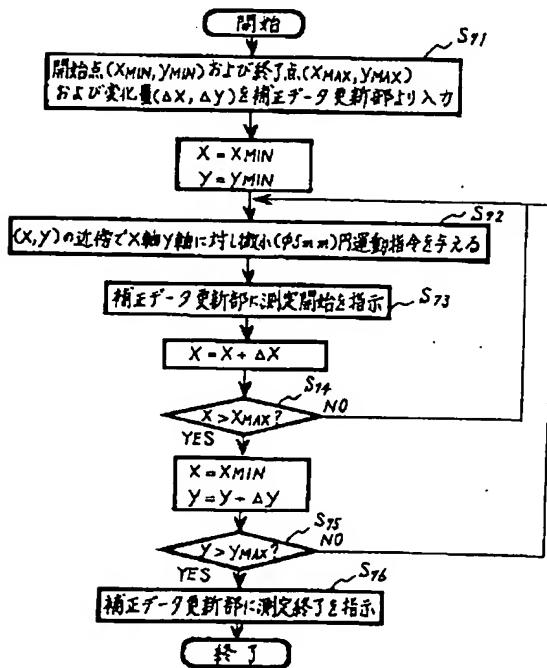 開始
S71
開始点(XMIN, YMIN)および終了点(XMAX, YMAX)
および変化量(ΔX, ΔY)を補正データ更新部より入力
X = XMIN
Y = YMIN
S72
(X, Y)の近傍でX軸Y軸に対し微小(φ5mm)円運動指令を与える
補正データ更新部に測定開始を指示
S73
X = X + ΔX
S74
X > XMAX?
NO
YES
X = XMIN
Y = Y + ΔY
S75
Y > YMAX?
NO
YES
S76
補正データ更新部に測定終了を指示
終了